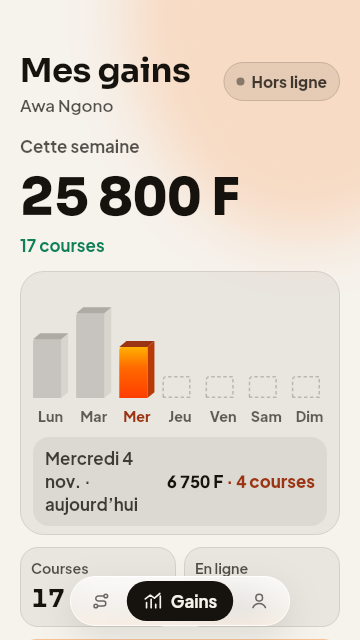 Mes gains
Hors ligne
Awa Ngono
Cette semaine
25 800 F
17 courses
Lun Mar Mer Jeu Ven Sam Dim
Mercredi 4
nov. ·
aujourd’hui
6 750 F · 4 courses
Courses
En ligne
17
Gains